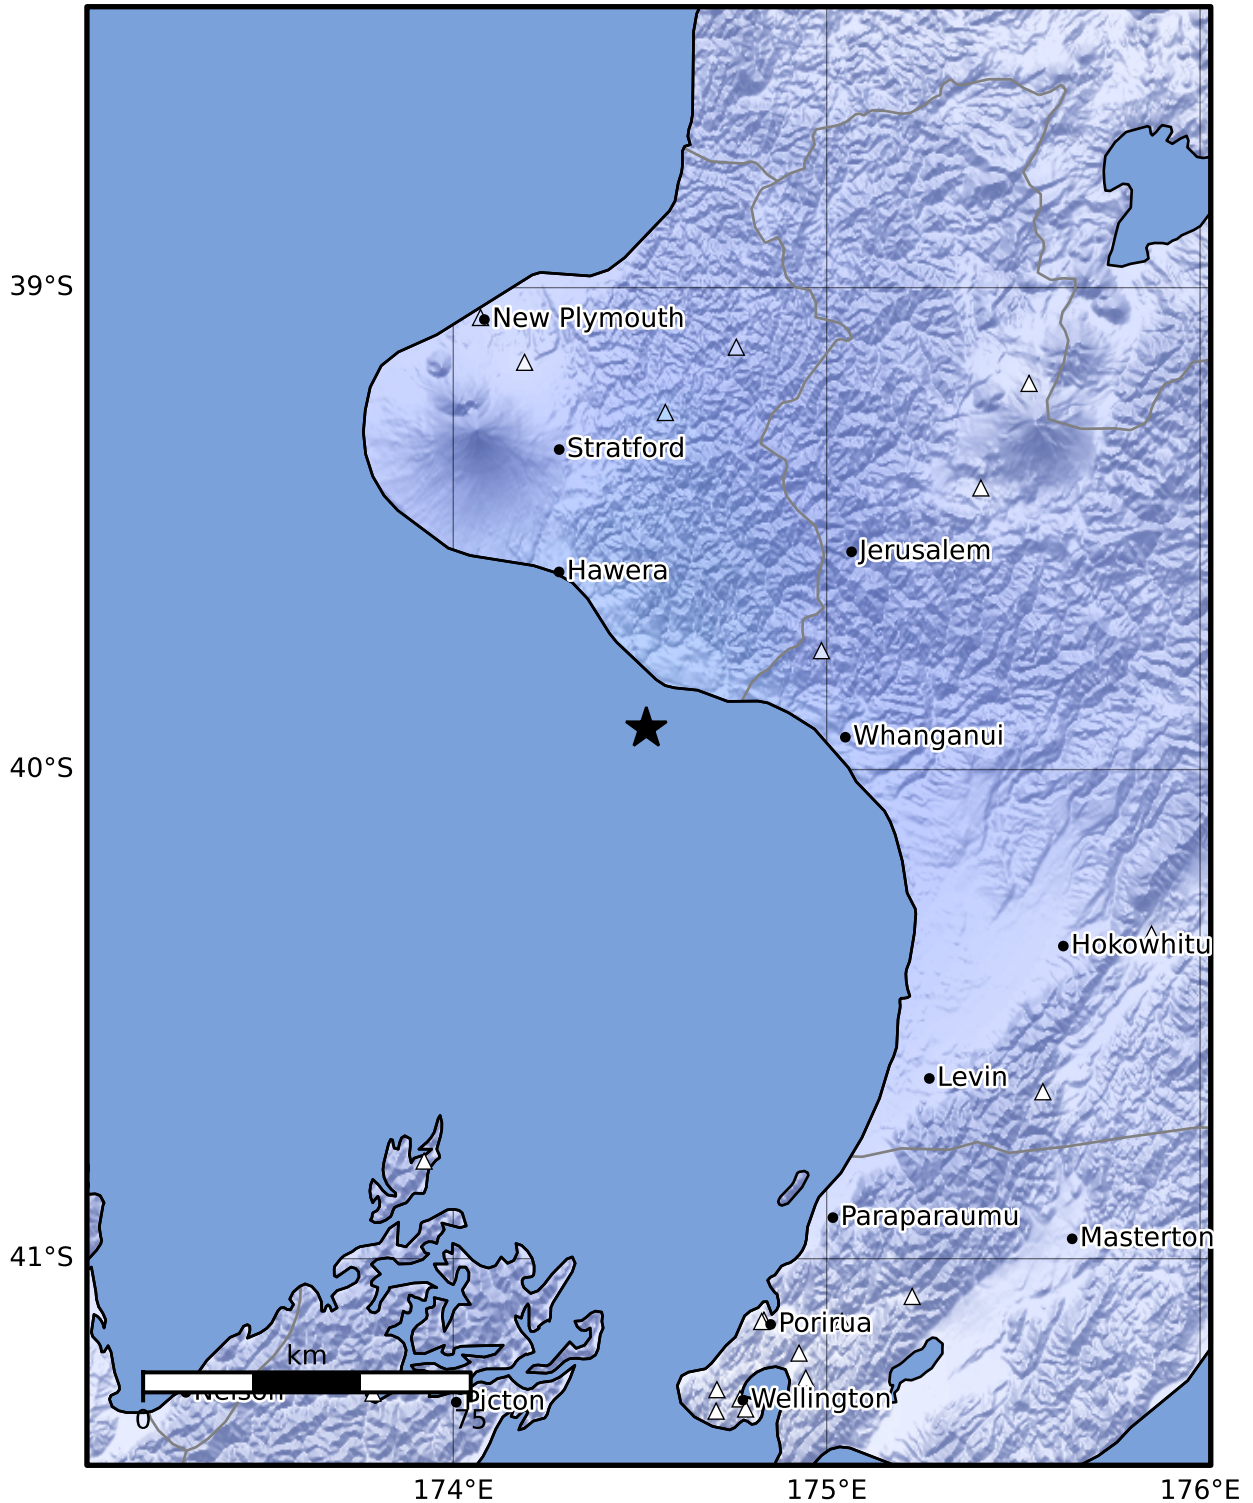 39°S
New Plymouth
Stratford
Jerusalem
Hawera
Whanganui
40°S
Hokowhitu
Levin
Paraparaumu
Masterton
41°S
Porirua
km
Nelson
Picton
Wellington
0
75
174°E
175°E
176°E